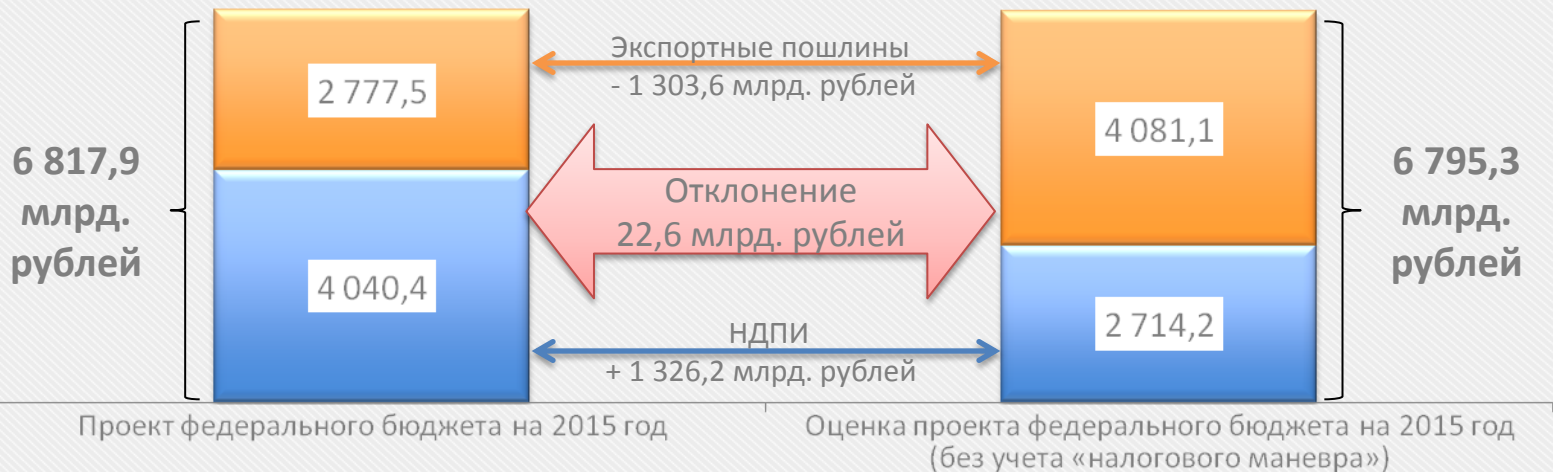 6 817,9
млрд.
рублей
2 777,5
4 040,4
Экспортные пошлины
- 1 303,6 млрд. рублей
Отклонение
22,6 млрд. рублей
НДПИ
+ 1 326,2 млрд. рублей
4 081,1
2 714,2
6 795,3
млрд.
рублей
Проект федерального бюджета на 2015 год
Оценка проекта федерального бюджета на 2015 год
(без учета «налогового маневра»)